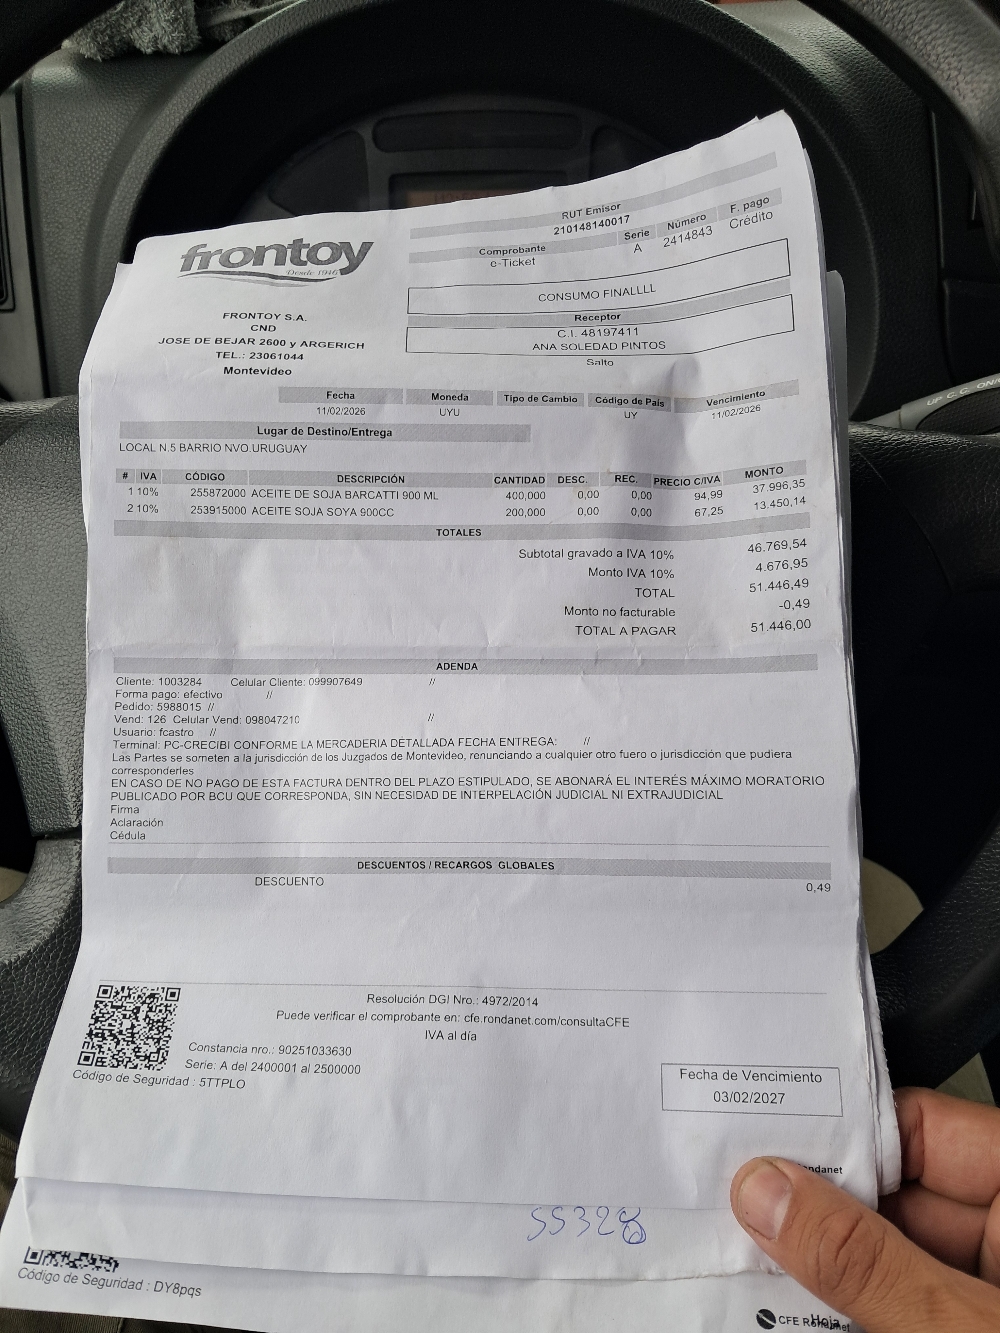 frontoy
Desde 1946
FRONTOY S.A.
CND
JOSE DE BEJAR 2600 y ARGERICH
TEL.: 23061044
Montevideo
RUT Emisor
210148140017
Comprobante Serie Número F. pago
e-Ticket A 2414843 Crédito
CONSUMO FINALLLL
Receptor
C.I. 48197411
ANA SOLEDAD PINTOS
Salto
Fecha Moneda Tipo de Cambio Código de País Vencimiento
11/02/2026 UYU UY 11/02/2026
Lugar de Destino/Entrega
LOCAL N.5 BARRIO NVO.URUGUAY
# IVA CÓDIGO DESCRIPCIÓN CANTIDAD DESC. REC. PRECIO C/IVA MONTO
1 10% 255872000 ACEITE DE SOJA BARCATTI 900 ML 400,000 0,00 0,00 94,99 37.996,35
2 10% 253915000 ACEITE SOJA SOYA 900CC 200,000 0,00 0,00 67,25 13.450,14
TOTALES
Subtotal gravado a IVA 10% 46.769,54
Monto IVA 10% 4.676,95
TOTAL 51.446,49
Monto no facturable -0,49
TOTAL A PAGAR 51.446,00
ADENDA
Cliente: 1003284 Celular Cliente: 099907649 //
Forma pago: efectivo //
Pedido: 5988015 //
Vend: 126 Celular Vend: 098047210 //
Usuario: fcastro //
Terminal: PC-CRECIBI CONFORME LA MERCADERIA DETALLADA FECHA ENTREGA: //
Las Partes se someten a la jurisdicción de los Juzgados de Montevideo, renunciando a cualquier otro fuero o jurisdicción que pudiera
corresponderles
EN CASO DE NO PAGO DE ESTA FACTURA DENTRO DEL PLAZO ESTIPULADO, SE ABONARÁ EL INTERÉS MÁXIMO MORATORIO
PUBLICADO POR BCU QUE CORRESPONDA, SIN NECESIDAD DE INTERPELACIÓN JUDICIAL NI EXTRAJUDICIAL
Firma
Aclaración
Cédula
DESCUENTOS / RECARGOS GLOBALES
DESCUENTO 0,49
Resolución DGI Nro.: 4972/2014
Puede verificar el comprobante en: cfe.rondanet.com/consultaCFE
IVA al día
Constancia nro.: 90251033630
Serie: A del 2400001 al 2500000
Código de Seguridad : 5TTPLO
Fecha de Vencimiento
03/02/2027
Código de Seguridad : DY8pqs
CFE
Hoja